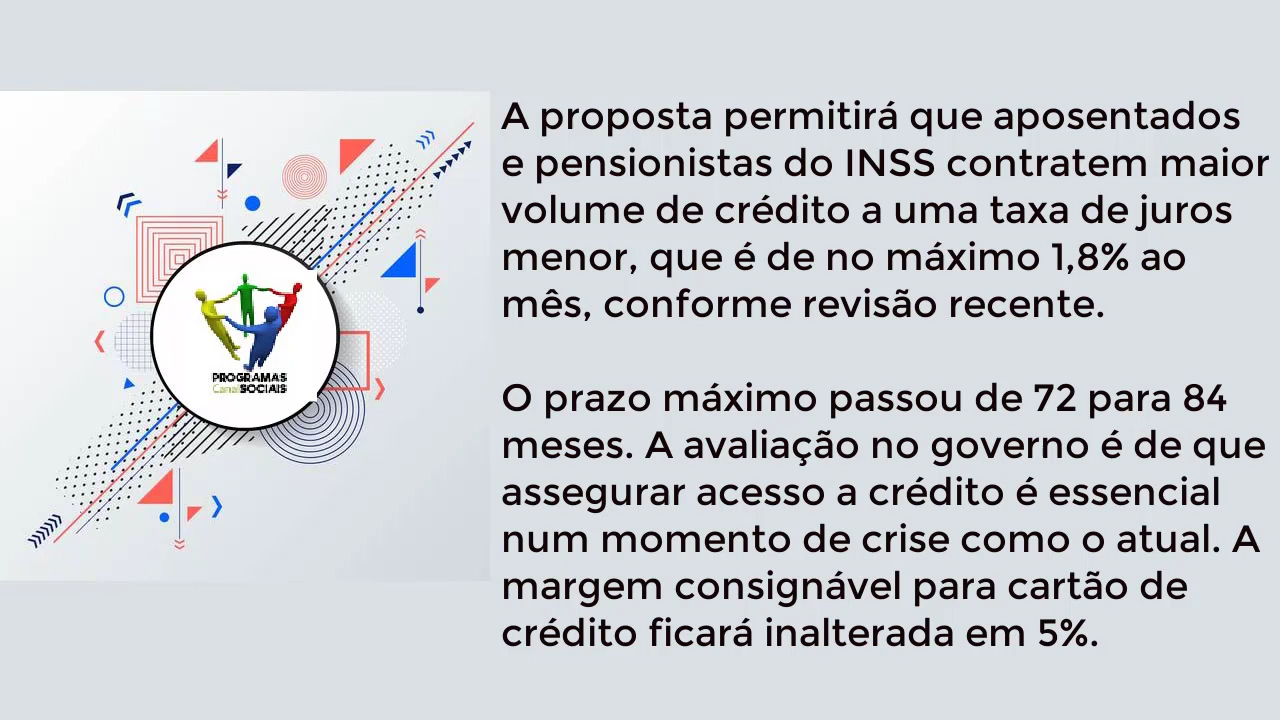 PROGRAMAS
Canal SOCIAIS
A proposta permitirá que aposentados
e pensionistas do INSS contratem maior
volume de crédito a uma taxa de juros
menor, que é de no máximo 1,8% ao
mês, conforme revisão recente.
O prazo máximo passou de 72 para 84
meses. A avaliação no governo é de que
assegurar acesso a crédito é essencial
num momento de crise como o atual. A
margem consignável para cartão de
crédito ficará inalterada em 5%.